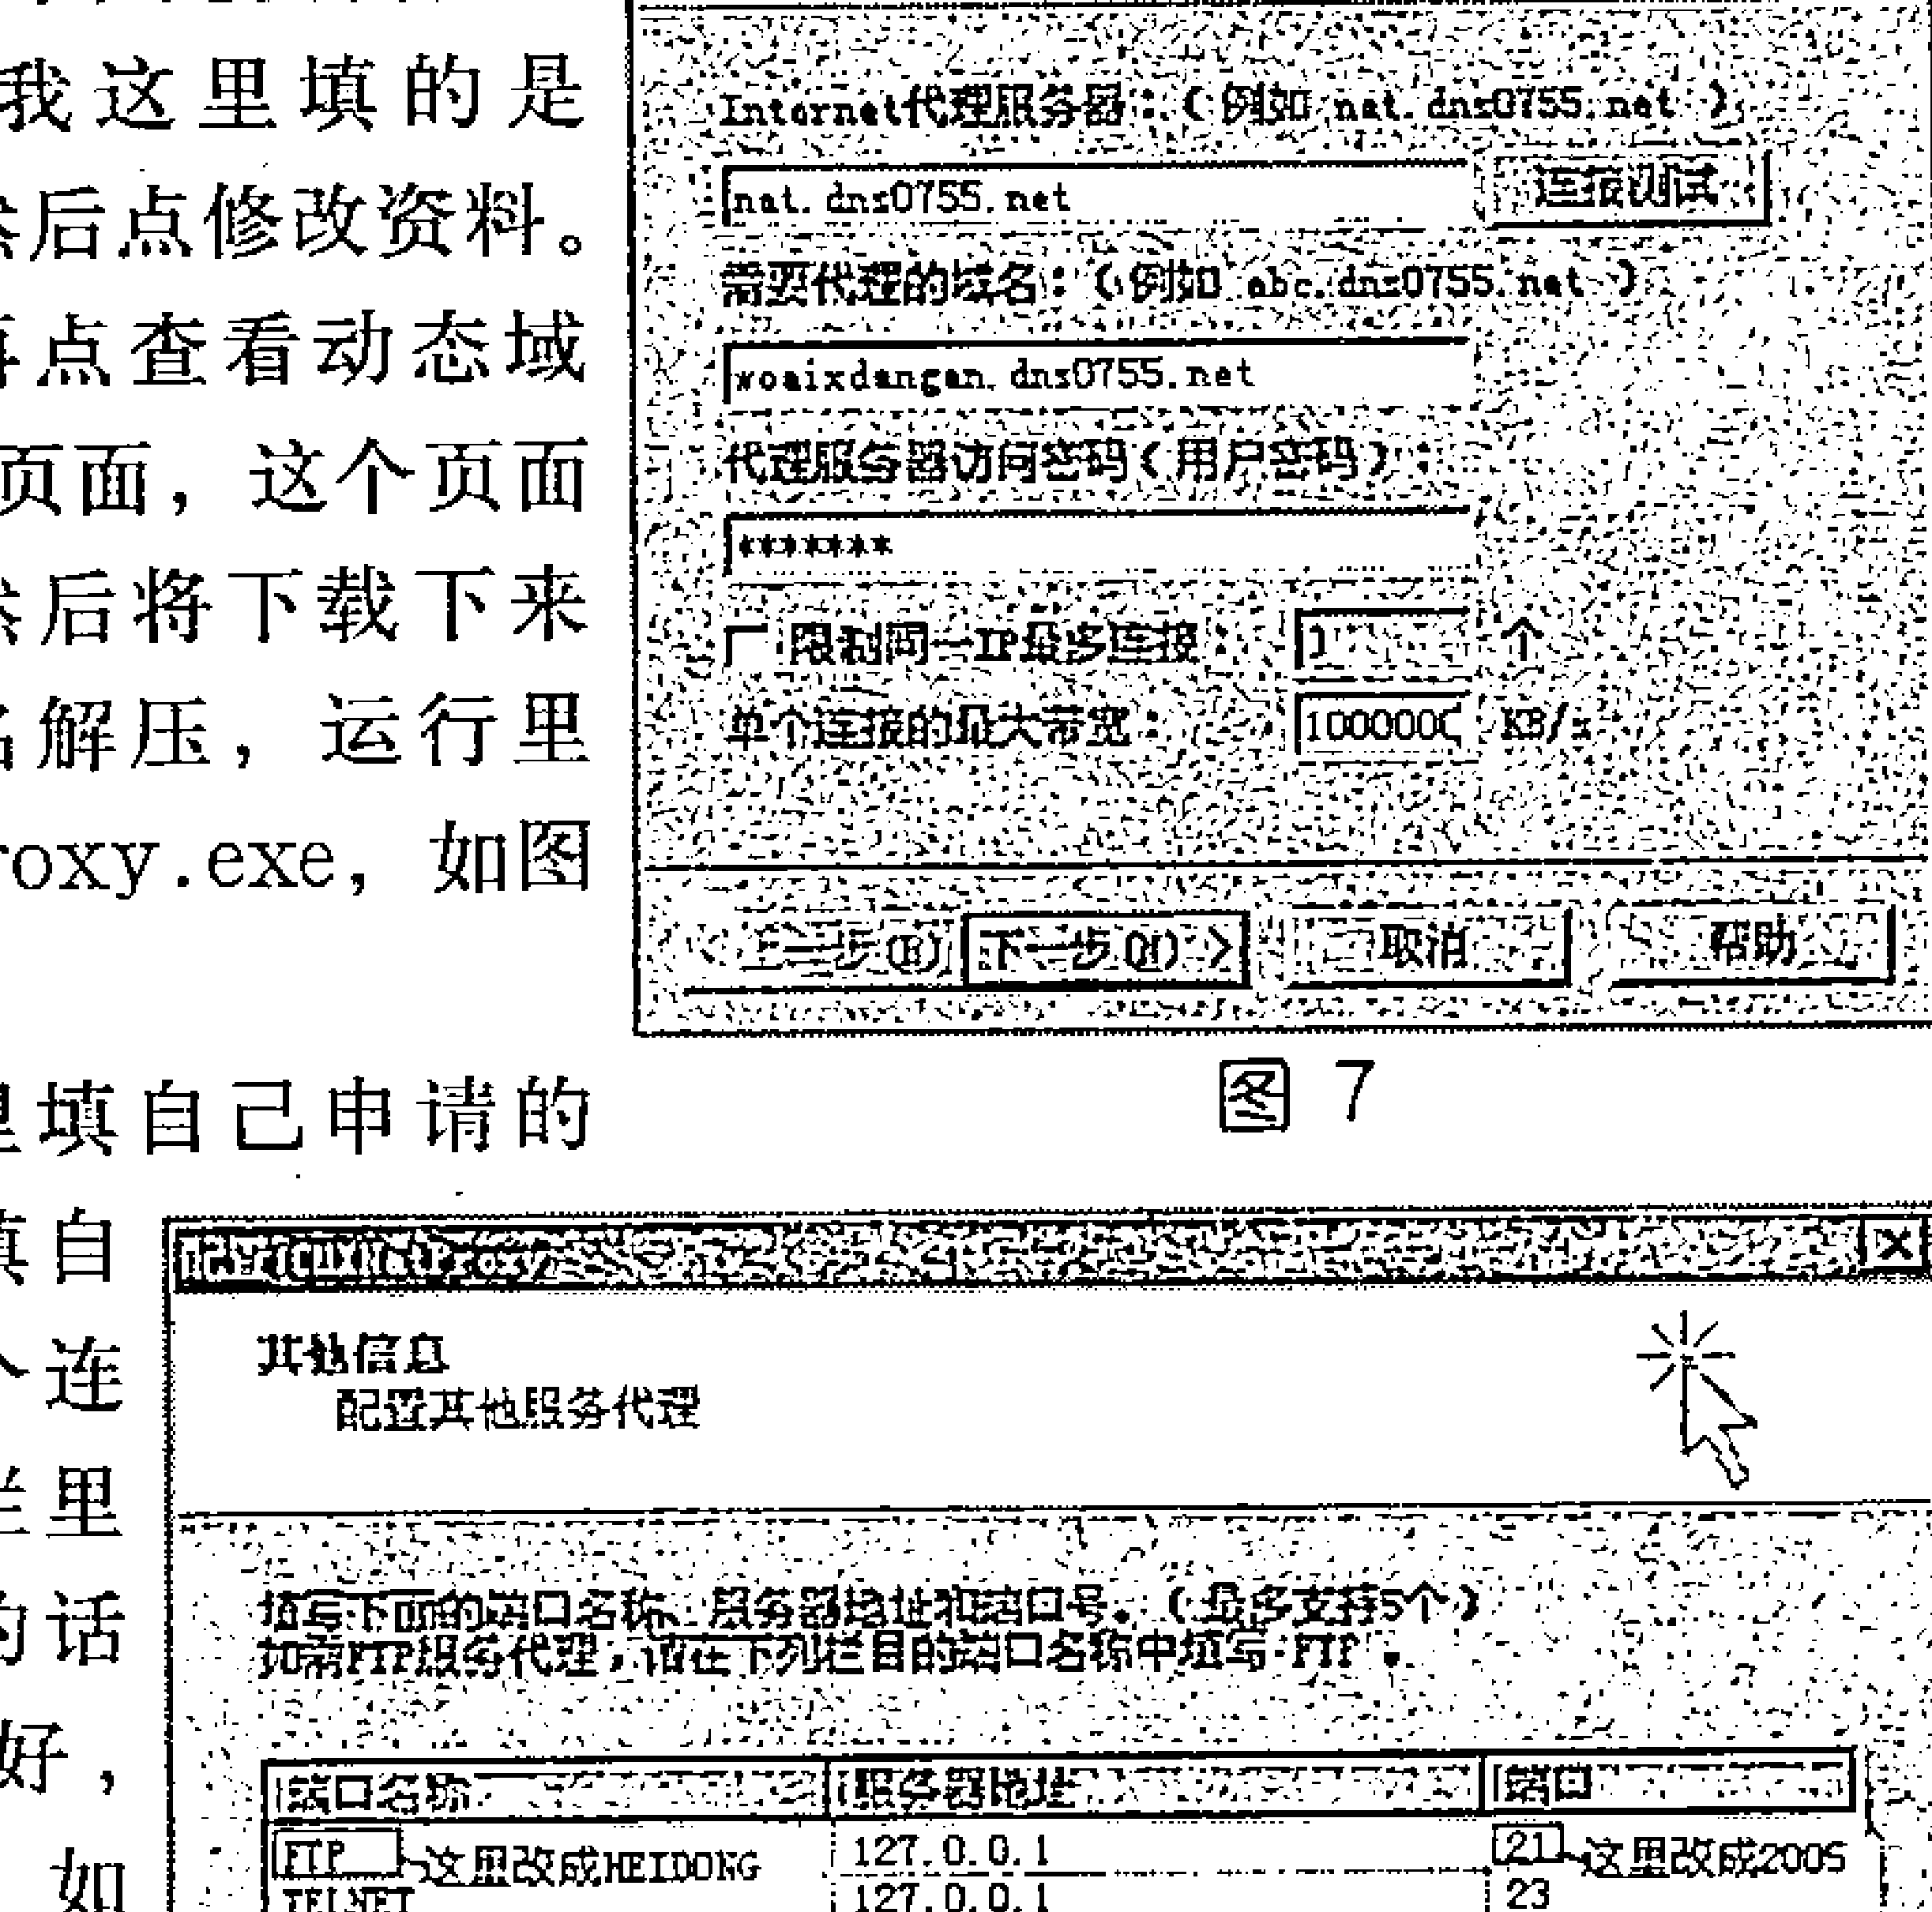 我这里填的是
后点修改资料。
点查看动态域
页面，这个页面
后将下载下来
解压，运行里
roxy.exe，如图
Internet代理服务器：（例如 nat.dns0755.net ）
nat.dns0755.net
连接测试
需要代理的域名：（例如 abc.dns0755.net ）
woaixdangan.dns0755.net
代理服务器访问密码（用户密码）：
*******
限制同一IP最多连接：
1
个
单个连接的最大带宽：
1000000
KB/s
< 上一步(B)
下一步(N) >
取消
帮助
图 7
里填自己申请的
填自
个连
栏里
的话
好，
如
配置(CUXNatProxy)
其他信息
配置其他服务代理
填写下面的端口名称、服务器地址和端口号。（最多支持5个）
如需FTP服务代理，请在下列栏目的端口名称中填写 FTP 。
端口名称
服务器地址
端口
FTP
这里改成HEIDONG
127.0.0.1
21
这里改成2005
TELNET
127.0.0.1
23